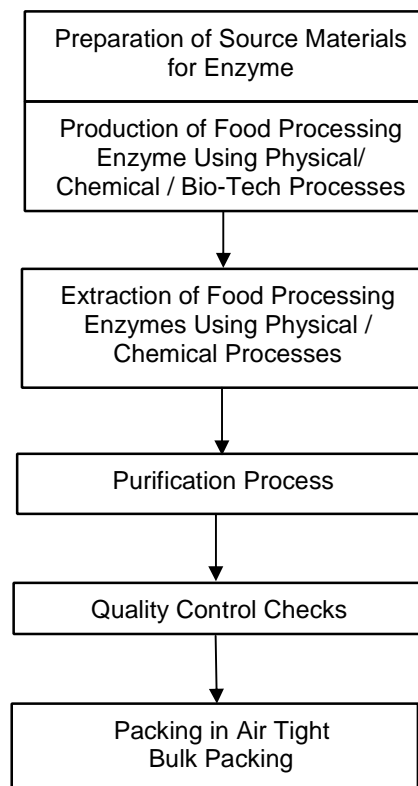 Preparation of Source Materials
for Enzyme
Production of Food Processing
Enzyme Using Physical/
Chemical / Bio-Tech Processes
Extraction of Food Processing
Enzymes Using Physical /
Chemical Processes
Purification Process
Quality Control Checks
Packing in Air Tight
Bulk Packing